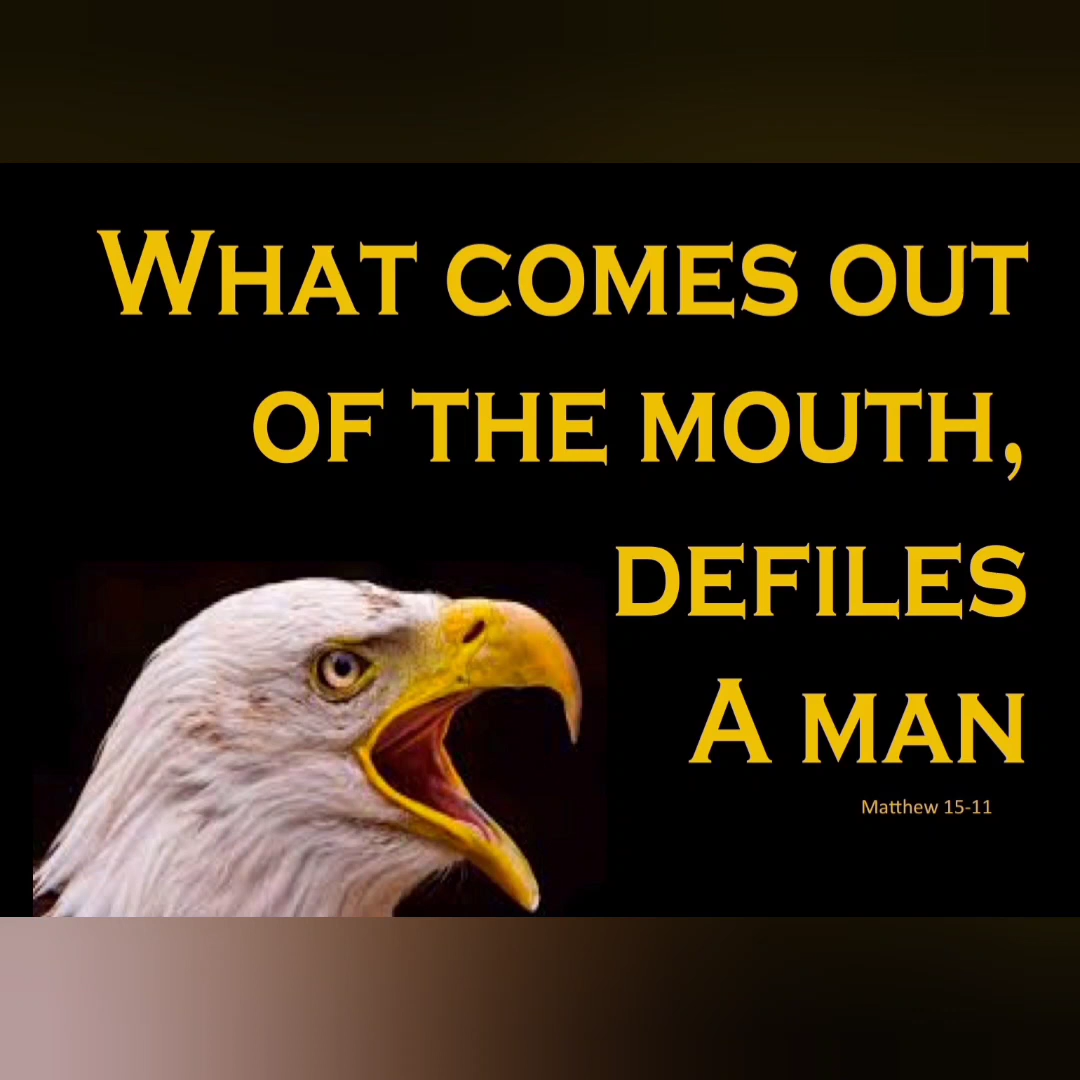 WHAT COMES OUT
OF THE MOUTH,
DEFILES
A MAN
Matthew 15-11